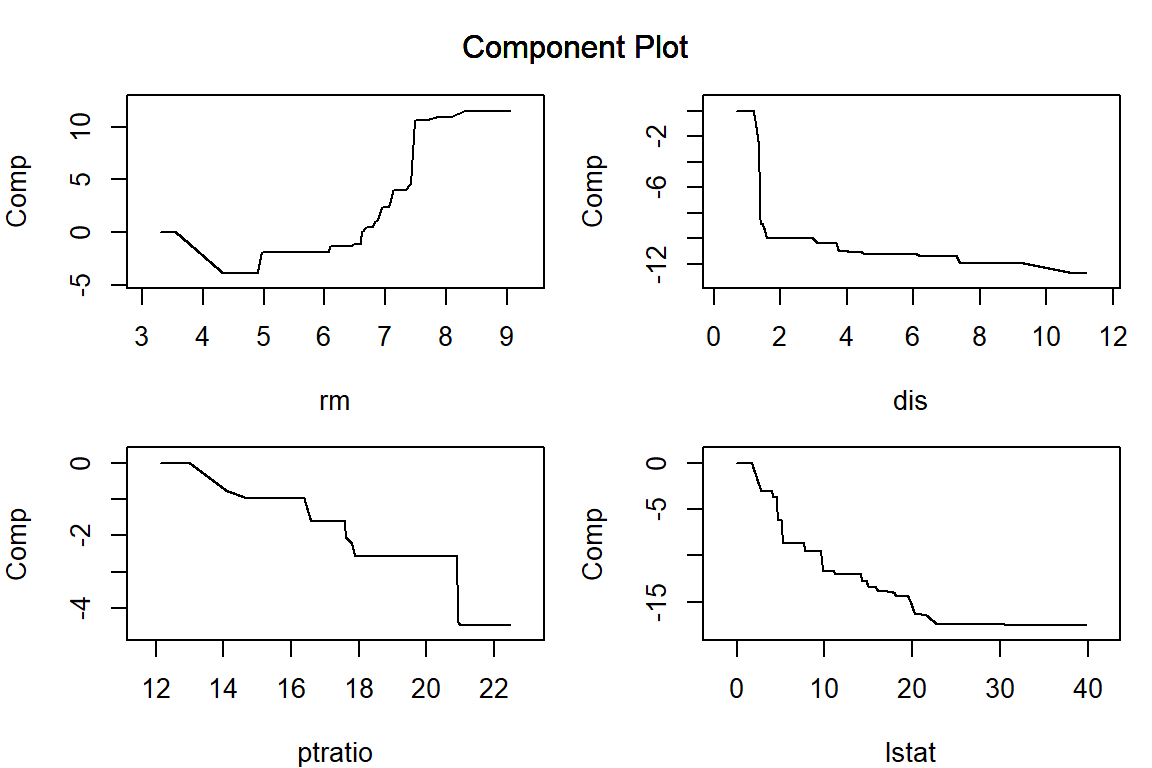 Component Plot
Comp
10
5
0
-5
3 4 5 6 7 8 9
rm
Comp
-2
-6
-12
0 2 4 6 8 10 12
dis
Comp
0
-2
-4
12 14 16 18 20 22
ptratio
Comp
0
-5
-15
0 10 20 30 40
lstat